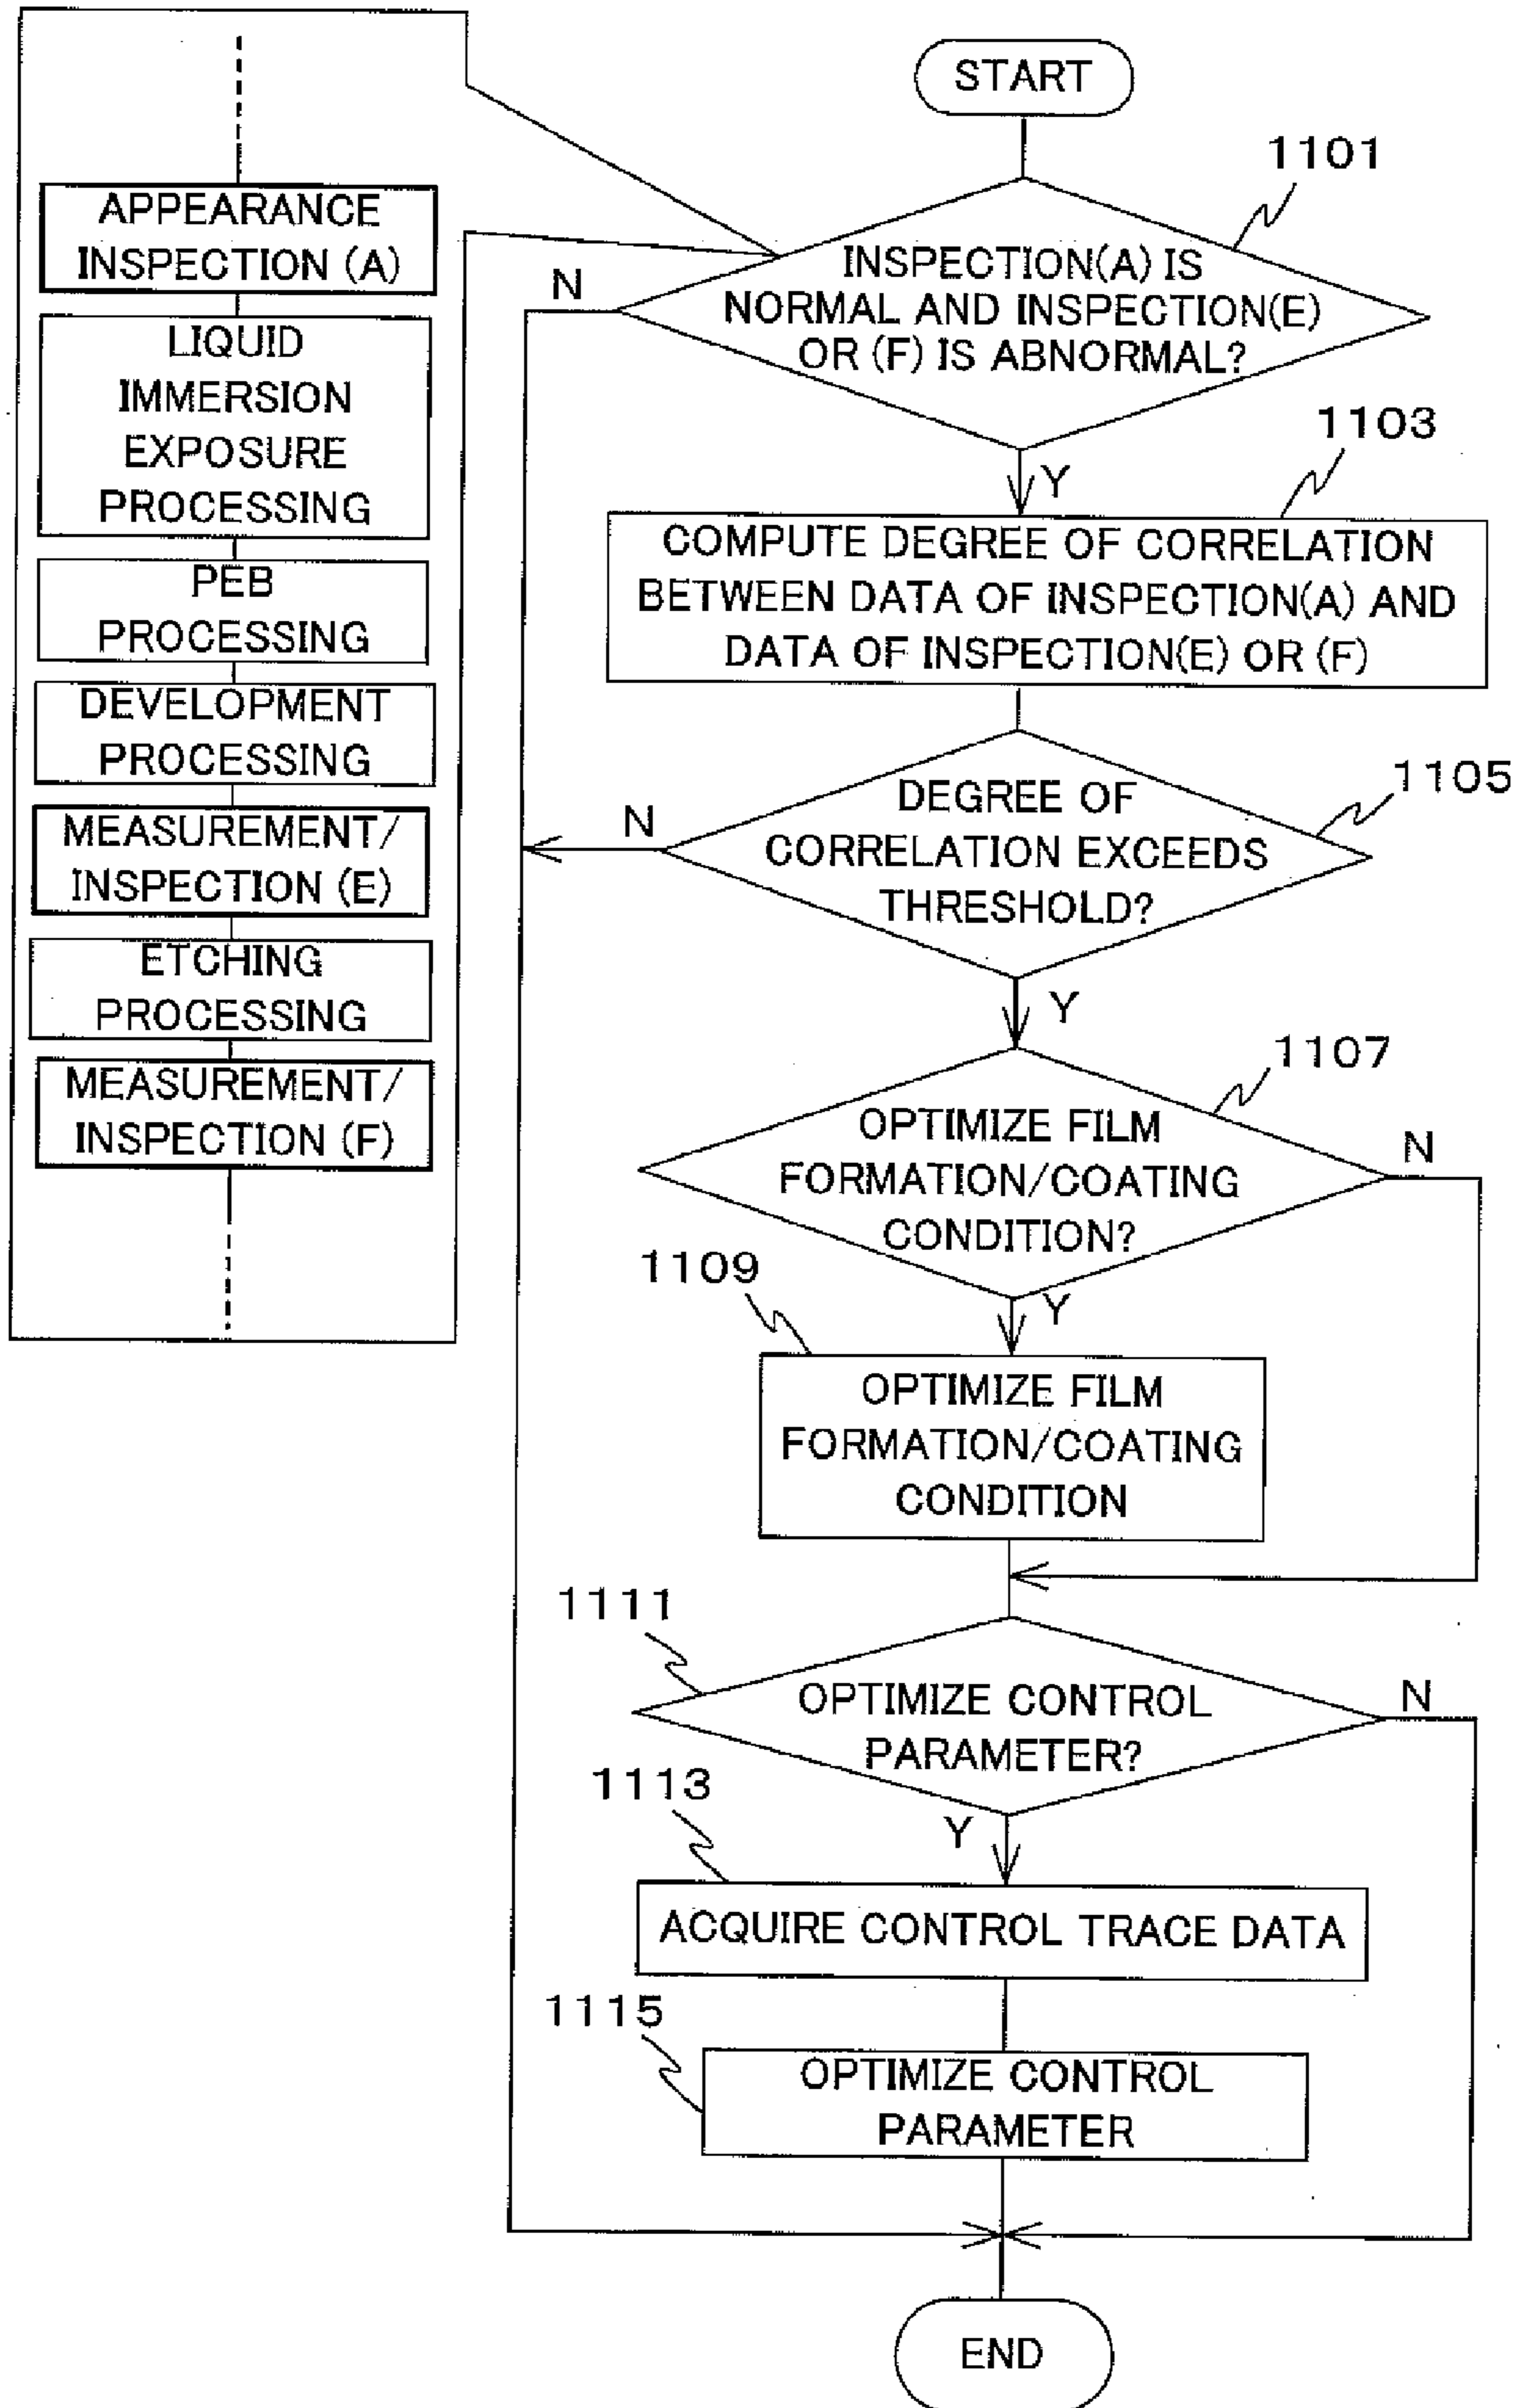 APPEARANCE
INSPECTION (A)
LIQUID
IMMERSION
EXPOSURE
PROCESSING
PEB
PROCESSING
DEVELOPMENT
PROCESSING
MEASUREMENT/
INSPECTION (E)
ETCHING
PROCESSING
MEASUREMENT/
INSPECTION (F)
START
1101
INSPECTION(A) IS
NORMAL AND INSPECTION(E)
OR (F) IS ABNORMAL?
N
Y
1103
COMPUTE DEGREE OF CORRELATION
BETWEEN DATA OF INSPECTION(A) AND
DATA OF INSPECTION(E) OR (F)
1105
DEGREE OF
CORRELATION EXCEEDS
THRESHOLD?
N
Y
1107
OPTIMIZE FILM
FORMATION/COATING
CONDITION?
N
Y
1109
OPTIMIZE FILM
FORMATION/COATING
CONDITION
1111
OPTIMIZE CONTROL
PARAMETER?
N
Y
1113
ACQUIRE CONTROL TRACE DATA
1115
OPTIMIZE CONTROL
PARAMETER
END